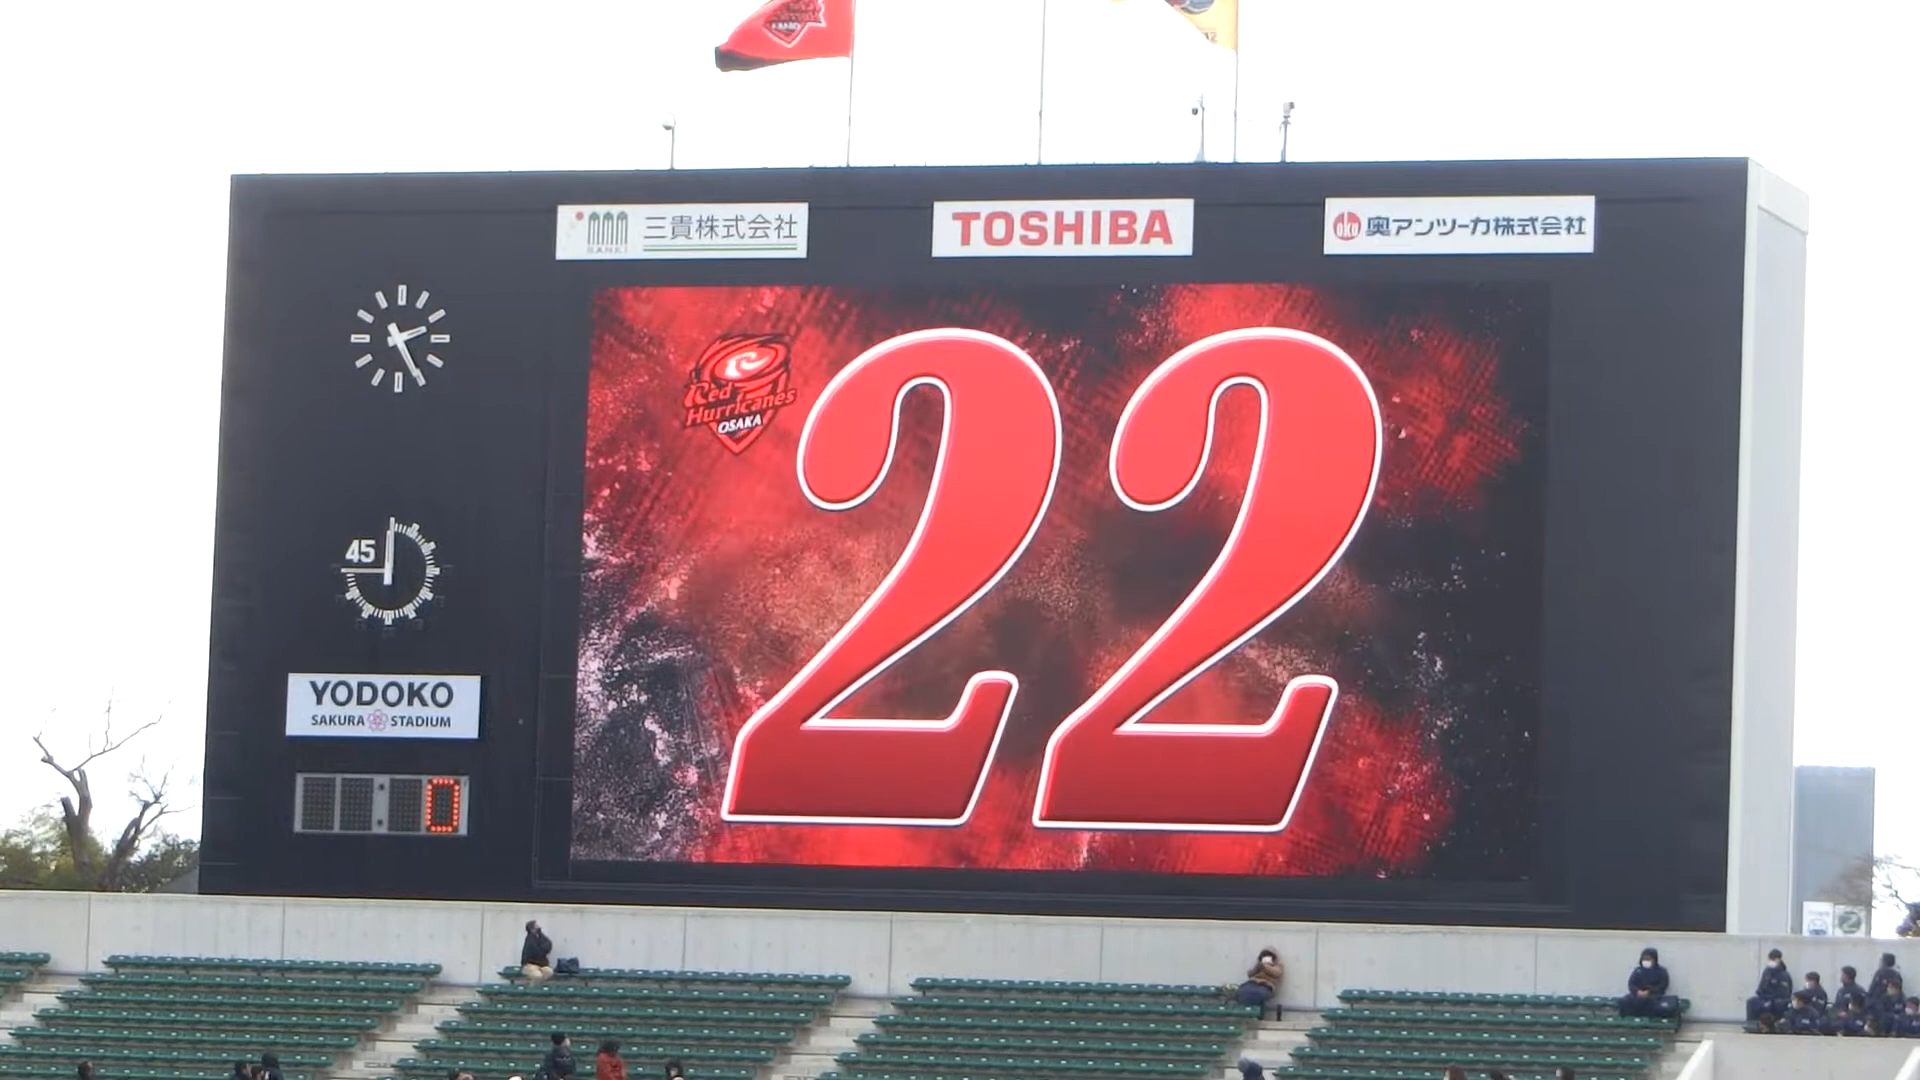 SANKI 三貴株式会社
TOSHIBA
oku 奥アンツーカ株式会社
Red
Hurricanes
OSAKA
22
45
YODOKO
SAKURA STADIUM
0